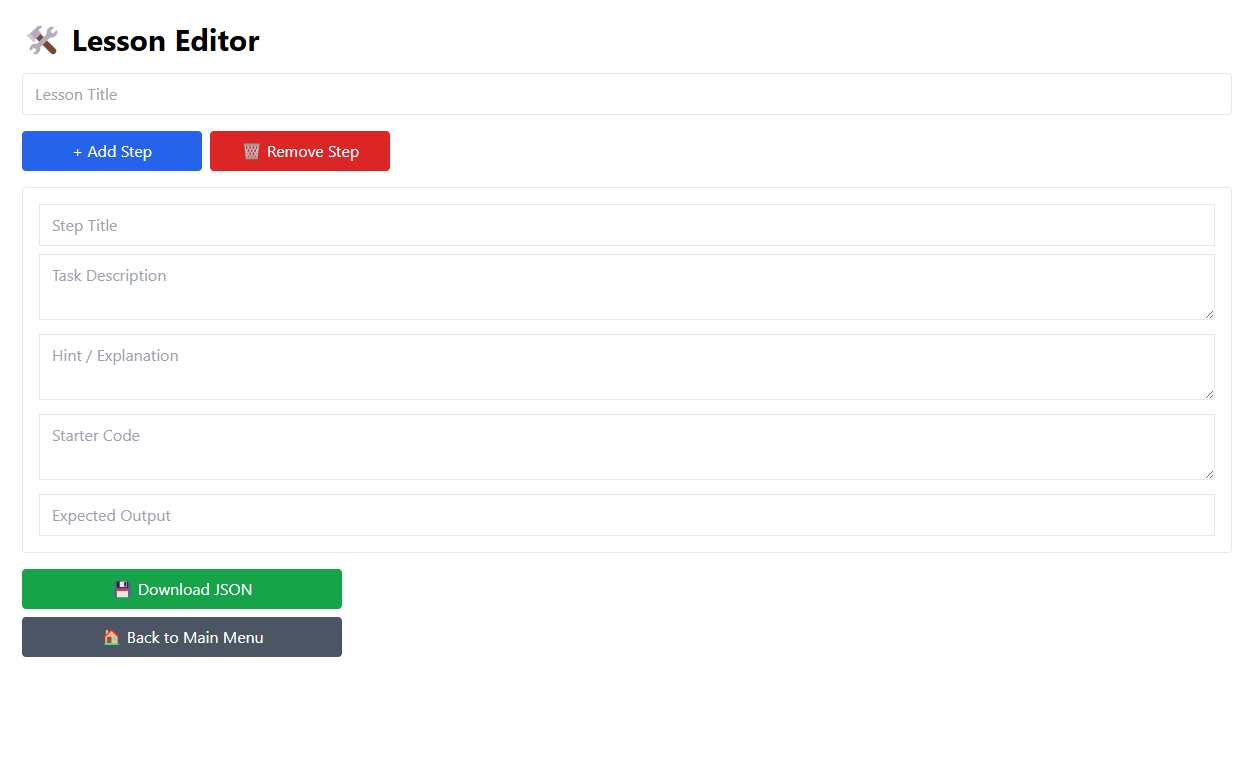 🛠 Lesson Editor
Lesson Title
+ Add Step
🗑 Remove Step
Step Title
Task Description
Hint / Explanation
Starter Code
Expected Output
💾 Download JSON
🏠 Back to Main Menu